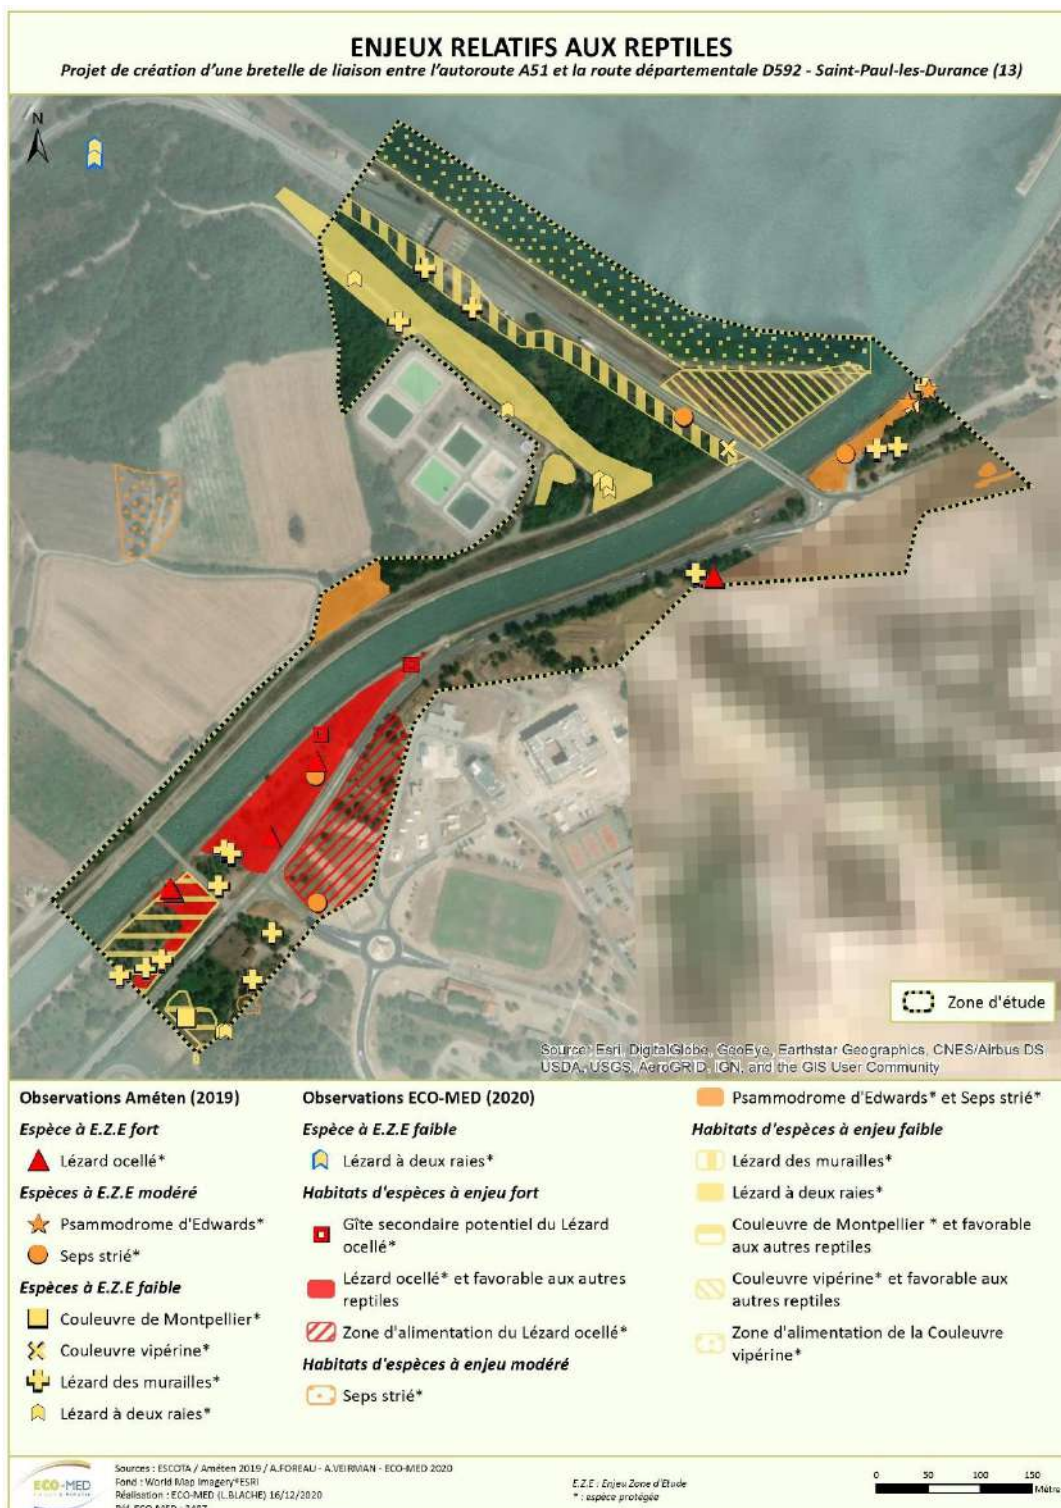 ENJEUX RELATIFS AUX REPTILES
Projet de création d'une bretelle de liaison entre l'autoroute A51 et la route départementale D592 - Saint-Paul-les-Durance (13)
N
Zone d'étude
Source: Esri, DigitalGlobe, GeoEye, Earthstar Geographics, CNES/Airbus DS,
USDA, USGS, AeroGRID, IGN, and the GIS User Community
Observations Améten (2019)
Espèce à E.Z.E fort
Lézard ocellé*
Espèces à E.Z.E modéré
Psammodrome d'Edwards*
Seps strié*
Espèces à E.Z.E faible
Couleuvre de Montpellier*
Couleuvre vipérine*
Lézard des murailles*
Lézard à deux raies*
Observations ECO-MED (2020)
Espèce à E.Z.E faible
Lézard à deux raies*
Habitats d'espèces à enjeu fort
Gîte secondaire potentiel du Lézard
ocellé*
Lézard ocellé* et favorable aux autres
reptiles
Zone d'alimentation du Lézard ocellé*
Habitats d'espèces à enjeu modéré
Seps strié*
Psammodrome d'Edwards* et Seps strié*
Habitats d'espèces à enjeu faible
Lézard des murailles*
Lézard à deux raies*
Couleuvre de Montpellier * et favorable
aux autres reptiles
Couleuvre vipérine* et favorable aux
autres reptiles
Zone d'alimentation de la Couleuvre
vipérine*
ECO-MED
Sources : ESCOTA / Améten 2019 / A.FOREAU - A.VEIRMAN - ECO-MED 2020
Fond : World Map Imagery®ESRI
Réalisation : ECO-MED (L.BLACHE) 16/12/2020
Réf. ECO-MED :
E.Z.E : Enjeu Zone d'Etude
* : espèce protégée
0 50 100 150